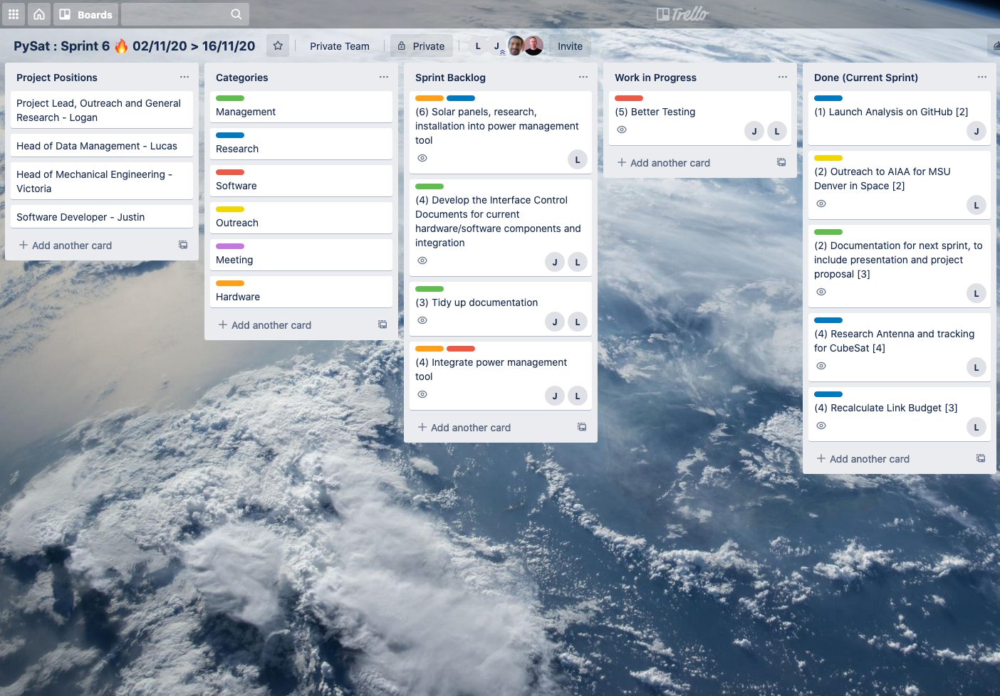 Boards
Trello
PySat : Sprint 6 🔥 02/11/20 > 16/11/20
Private Team
Private
L
J
Invite
Project Positions
Project Lead, Outreach and General
Research - Logan
Head of Data Management - Lucas
Head of Mechanical Engineering -
Victoria
Software Developer - Justin
+ Add another card
Categories
Management
Research
Software
Outreach
Meeting
Hardware
+ Add another card
Sprint Backlog
(6) Solar panels, research,
installation into power management
tool
L
(4) Develop the Interface Control
Documents for current
hardware/software components and
integration
J L
(3) Tidy up documentation
J L
(4) Integrate power management
tool
J L
+ Add another card
Work in Progress
(5) Better Testing
J L
+ Add another card
Done (Current Sprint)
(1) Launch Analysis on GitHub [2]
J
(2) Outreach to AIAA for MSU
Denver in Space [2]
L
(2) Documentation for next sprint, to
include presentation and project
proposal [3]
L
(4) Research Antenna and tracking
for CubeSat [4]
L
(4) Recalculate Link Budget [3]
L
+ Add another card